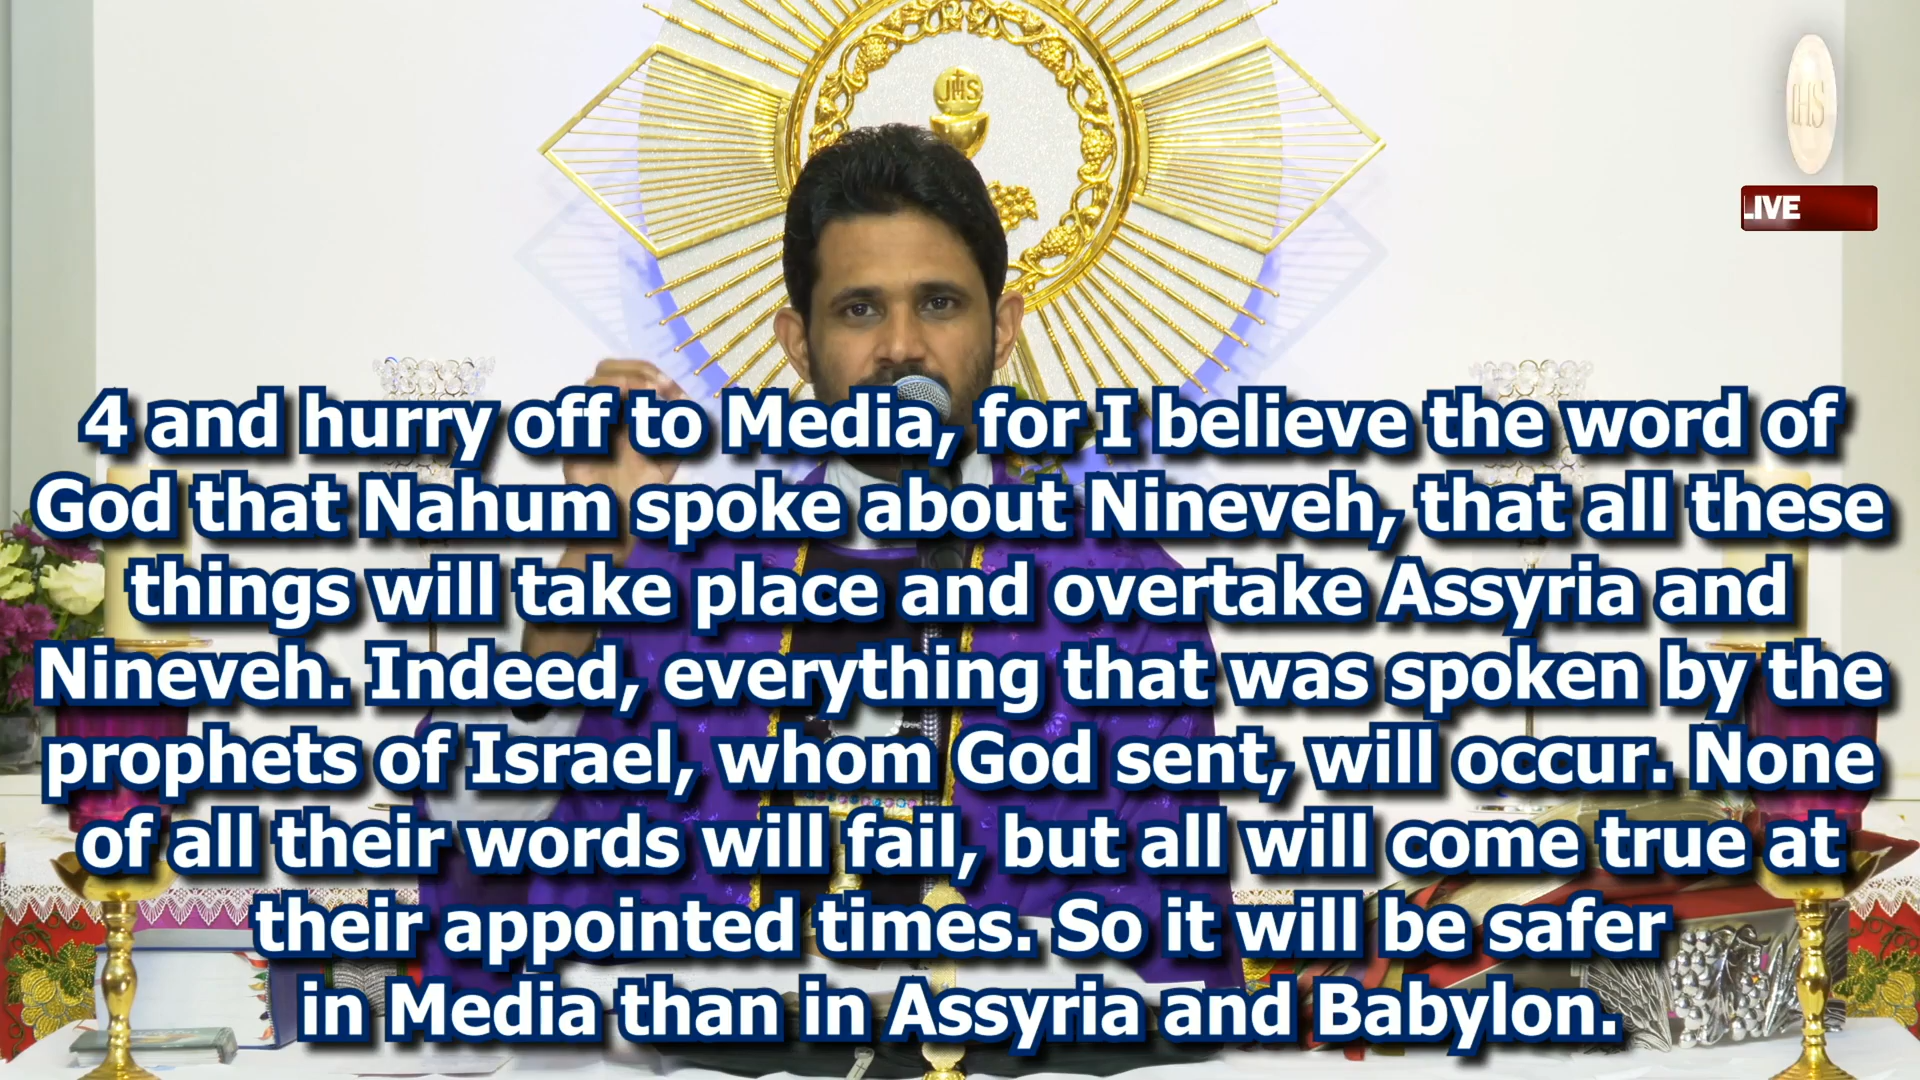 JHS
IHS
LIVE
4 and hurry off to Media, for I believe the word of
God that Nahum spoke about Nineveh, that all these
things will take place and overtake Assyria and
Nineveh. Indeed, everything that was spoken by the
prophets of Israel, whom God sent, will occur. None
of all their words will fail, but all will come true at
their appointed times. So it will be safer
in Media than in Assyria and Babylon.